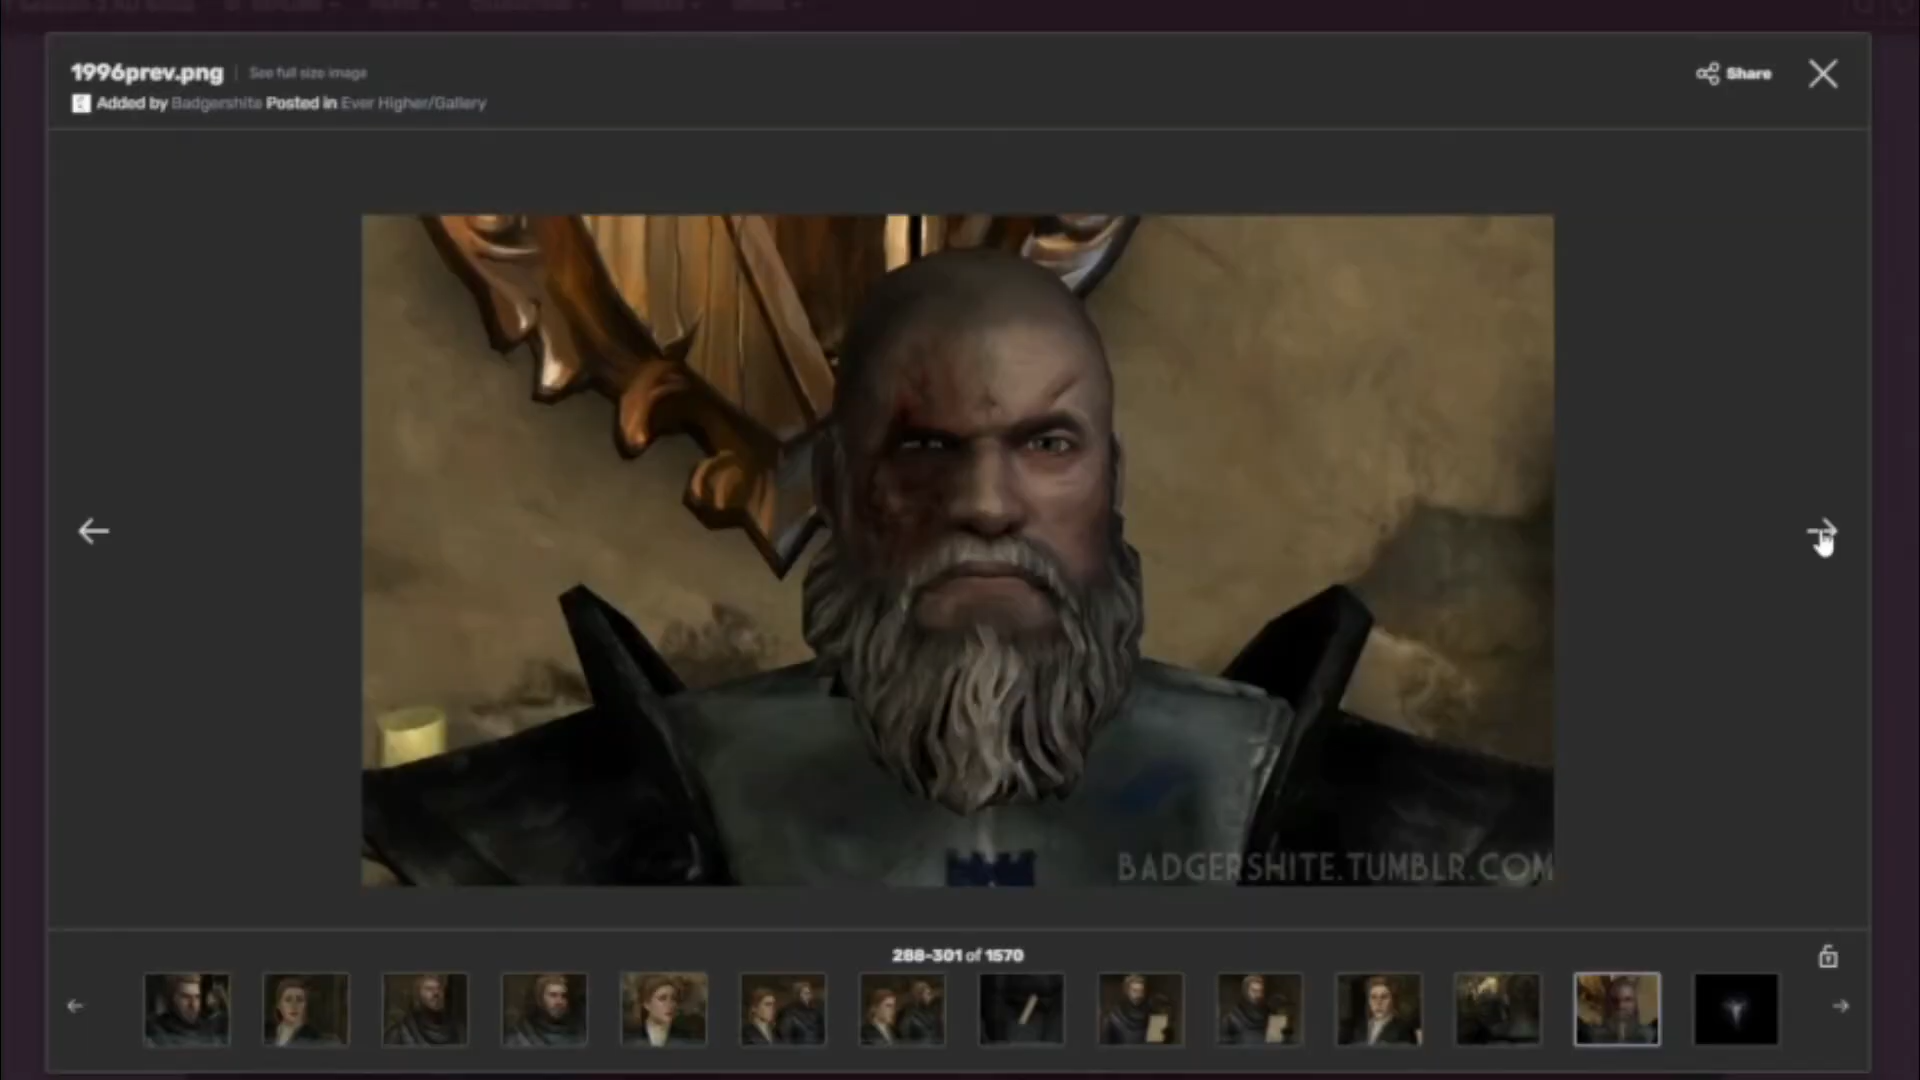 1996prev.png See full size image
Share
Added by Badgershite Posted in Ever Higher/Gallery
BADGERSHITE.TUMBLR.COM
288-301 of 1570